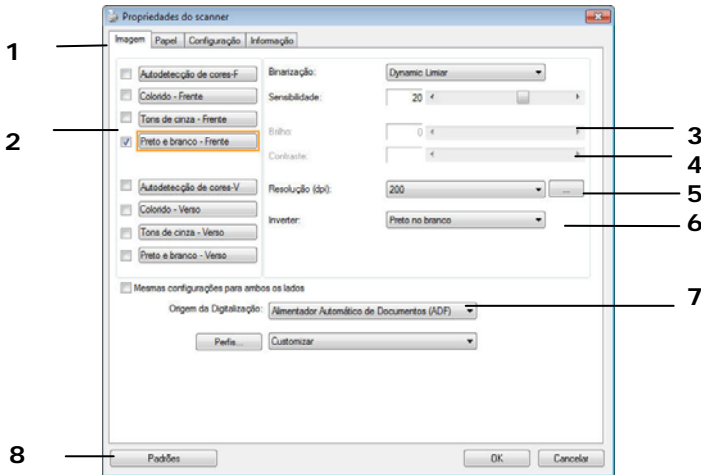 Propriedades do scanner
Imagem Papel Configuração Informação
1
Autodetecção de cores-F Binarização: Dynamic Limiar
Colorido - Frente Sensibilidade: 20
Tons de cinza - Frente
2 Preto e branco - Frente Brilho: 0 3
Contraste: 4
Autodetecção de cores-V Resolução (dpi): 200 ... 5
Colorido - Verso Inverter: Preto no branco 6
Tons de cinza - Verso
Preto e branco - Verso
Mesmas configurações para ambos os lados
Origem da Digitalização: Alimentador Automático de Documentos (ADF) 7
Perfis... Customizar
8 Padrões OK Cancelar